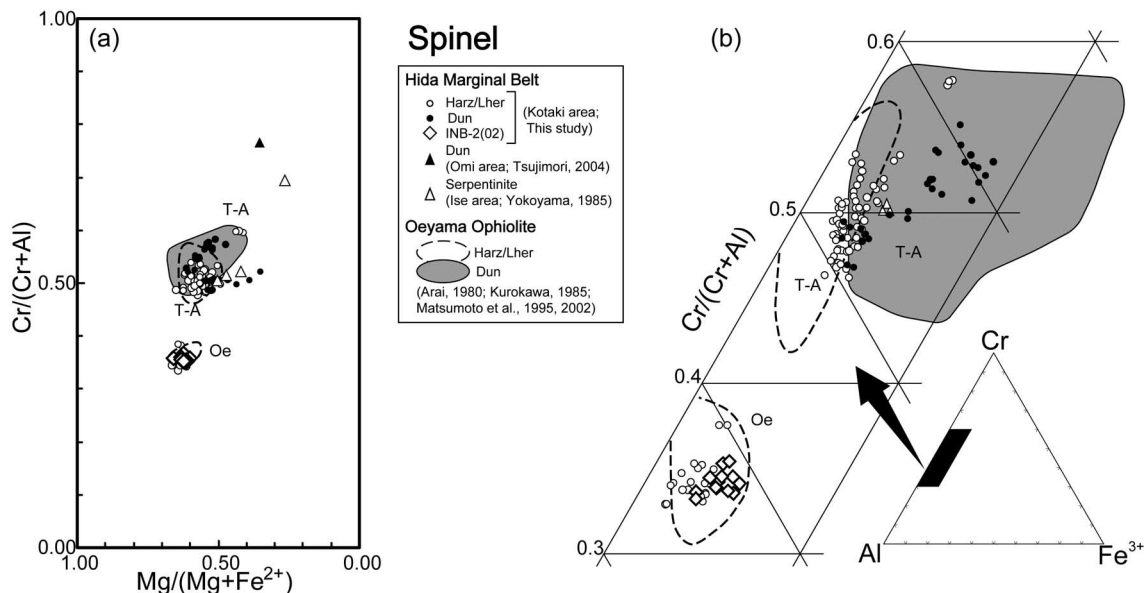 (a)
1.00
0.50
0.00
Cr/(Cr+Al)
T-A
T-A
Oe
1.00
0.50
0.00
Mg/(Mg+Fe2+)
Spinel
Hida Marginal Belt
Harz/Lher
Dun
INB-2(02)
(Kotaki area;
This study)
Dun
(Omi area; Tsujimori, 2004)
Serpentinite
(Ise area; Yokoyama, 1985)
Oeyama Ophiolite
Harz/Lher
Dun
(Arai, 1980; Kurokawa, 1985;
Matsumoto et al., 1995, 2002)
(b)
0.6
0.5
0.4
0.3
Cr/(Cr+Al)
T-A
T-A
Oe
Cr
Al
Fe3+